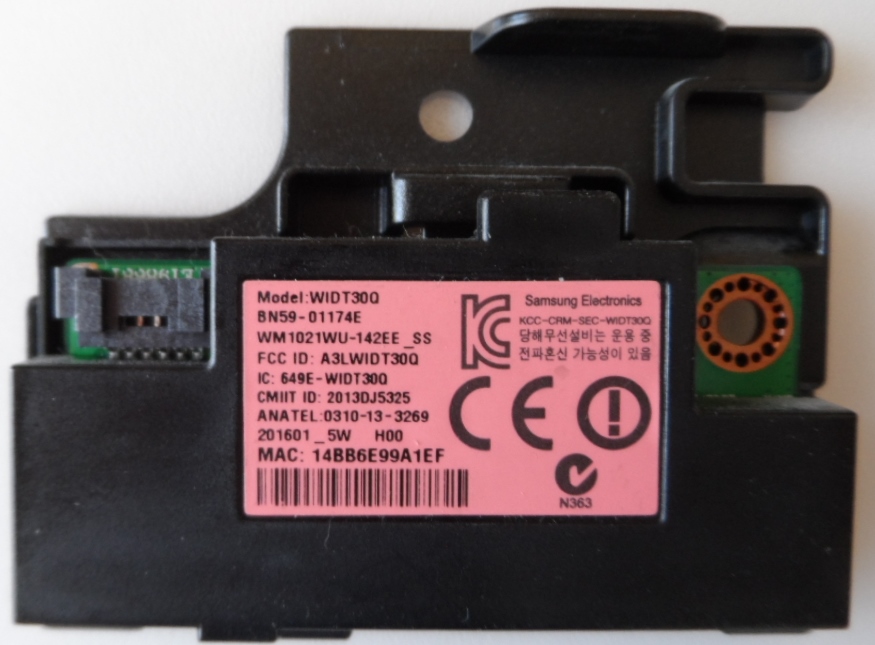 Model:WIDT30Q
BN59-01174E
WM1021WU-142EE_SS
FCC ID: A3LWIDT30Q
IC: 649E-WIDT30Q
CMIIT ID: 2013DJ5325
ANATEL:0310-13-3269
201601_5W H00
MAC: 14BB6E99A1EF
Samsung Electronics
KCC-CRM-SEC-WIDT30Q
당해무선설비는 운용 중
전파혼신 가능성이 있음
CE
N363